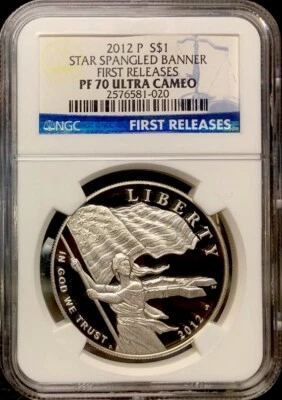 2012 P S$1
STAR SPANGLED BANNER
FIRST RELEASES
PF 70 ULTRA CAMEO
2576581-020
NGC
FIRST RELEASES
LIBERTY
IN GOD WE TRUST
2012